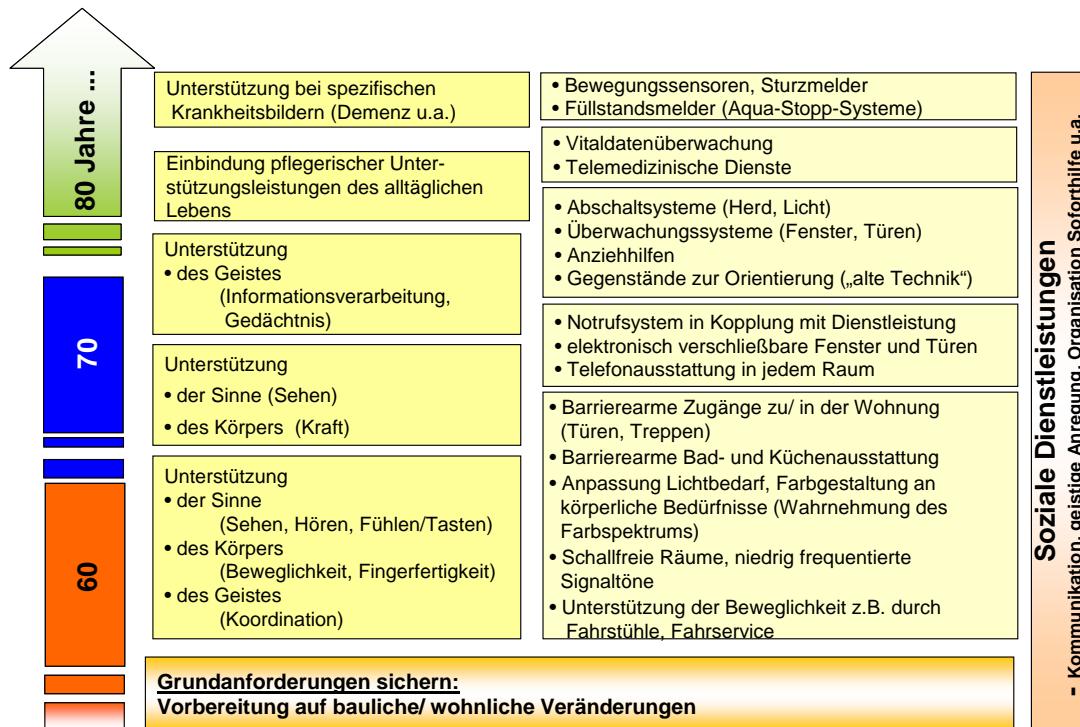 80 Jahre ...
70
60
Unterstützung bei spezifischen
Krankheitsbildern (Demenz u.a.)
Einbindung pflegerischer Unter-
stützungsleistungen des alltäglichen
Lebens
Unterstützung
• des Geistes
(Informationsverarbeitung,
Gedächtnis)
Unterstützung
• der Sinne (Sehen)
• des Körpers (Kraft)
Unterstützung
• der Sinne
(Sehen, Hören, Fühlen/Tasten)
• des Körpers
(Beweglichkeit, Fingerfertigkeit)
• des Geistes
(Koordination)
• Bewegungssensoren, Sturzmelder
• Füllstandsmelder (Aqua-Stopp-Systeme)
• Vitaldatenüberwachung
• Telemedizinische Dienste
• Abschaltsysteme (Herd, Licht)
• Überwachungssysteme (Fenster, Türen)
• Anziehhilfen
• Gegenstände zur Orientierung („alte Technik“)
• Notrufsystem in Kopplung mit Dienstleistung
• elektronisch verschließbare Fenster und Türen
• Telefonausstattung in jedem Raum
• Barrierearme Zugänge zu/ in der Wohnung
(Türen, Treppen)
• Barrierearme Bad- und Küchenausstattung
• Anpassung Lichtbedarf, Farbgestaltung an
körperliche Bedürfnisse (Wahrnehmung des
Farbspektrums)
• Schallfreie Räume, niedrig frequentierte
Signaltöne
• Unterstützung der Beweglichkeit z.B. durch
Fahrstühle, Fahrservice
Soziale Dienstleistungen
- Kommunikation, geistige Anregung, Organisation Soforthilfe u.a.
Grundanforderungen sichern:
Vorbereitung auf bauliche/ wohnliche Veränderungen